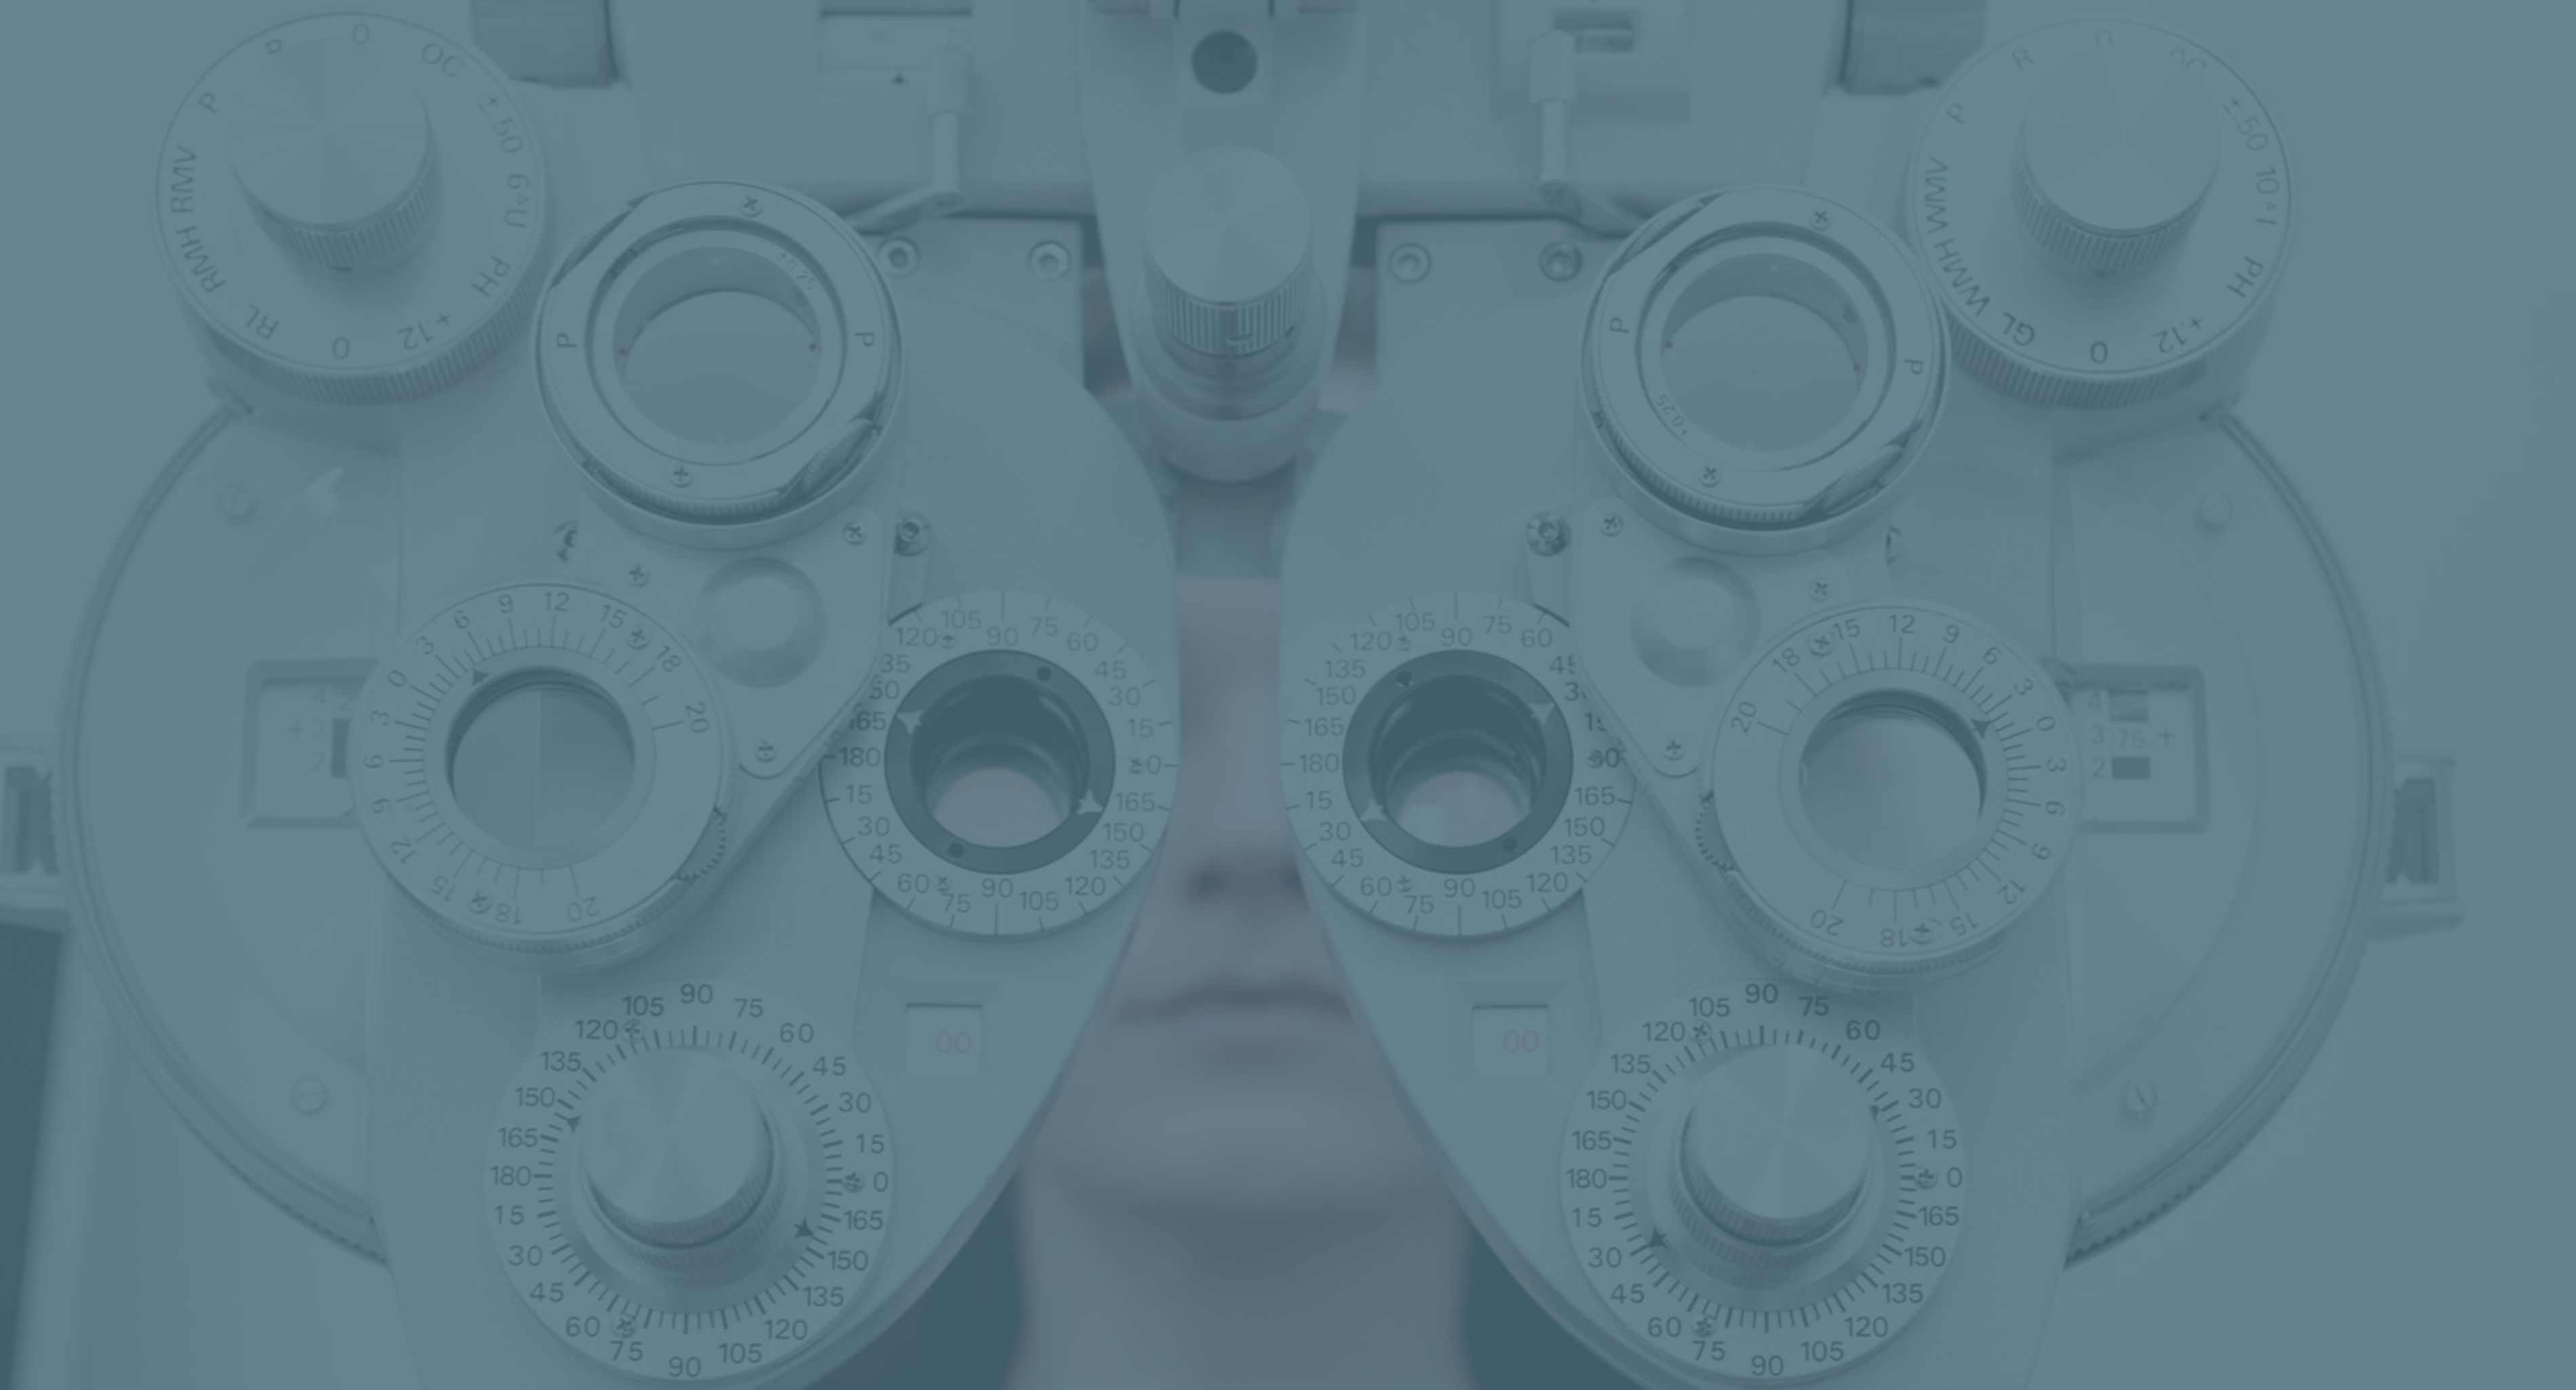 P 0 OC ±50 6△U PH +12 0 RL RMH RMV
R 0 OC ±50 10△I PH +12 0 GL WMH WMV P
+0.25
P P
+0.25
P P
6 3 0 3 6 9 12 15 18 20
20 18 15 12 9
105 90 75 60 45 30 15 0 165 150 135 120 105 90 75 60 45 30 15 180 165 120
105 90 75 60 45 120 135 150 165 180 15 30 45 60 75 90 105 120 135 150 165
20 18 15 12 9 6 3 0 3 6 9 12 15 18 20
4
3 75 +
2
.00
.00
105 90 75 60 45 30 15 0 165 150 135 120 105 90 75 60 45 30 15 180 165 150 135 120
105 90 75 60 45 30 15 0 165 150 135 120 105 90 75 60 45 30 15 180 165 150 135 120